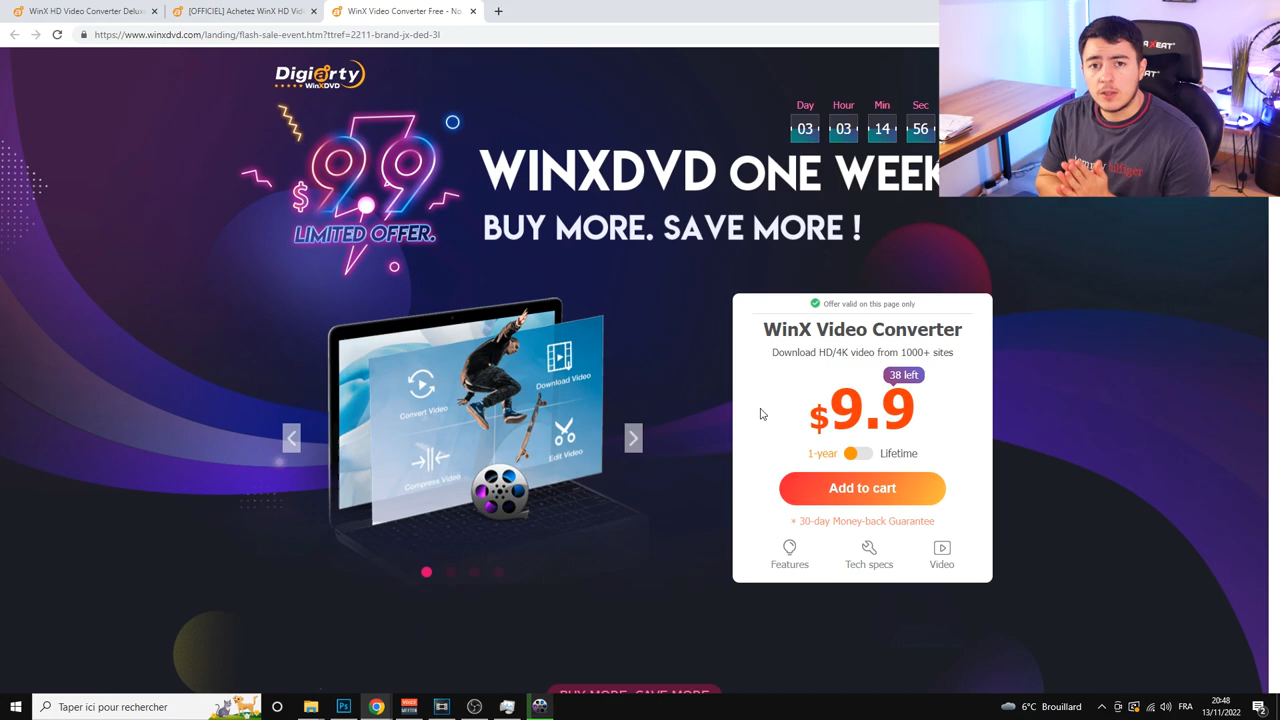 WinX HD Video Converter Delux
[OFFICIEL] Achetez WinX HD Vid
WinX Video Converter Free - No
https://www.winxdvd.com/landing/flash-sale-event.htm?ttref=2211-brand-jx-ded-3l
Digiarty
WinXDVD
Day Hour Min Sec
03 03 14 56
$9.9
LIMITED OFFER.
WINXDVD ONE WEEK
BUY MORE. SAVE MORE !
Offer valid on this page only
WinX Video Converter
Download HD/4K video from 1000+ sites
38 left
$9.9
1-year Lifetime
Add to cart
* 30-day Money-back Guarantee
Features Tech specs Video
Convert Video
Download Video
Compress Video
Edit Video
BUY MORE, SAVE MORE
Taper ici pour rechercher
Ps
6°C Brouillard
FRA
20:48
13/11/2022
2
hilfiger